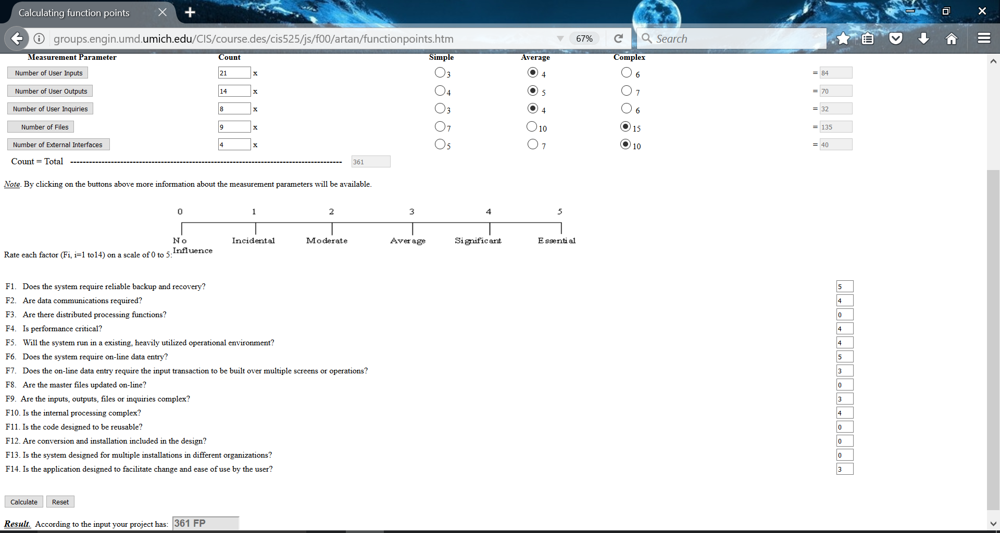 Calculating function points
groups.engin.umd.umich.edu/CIS/course.des/cis525/js/f00/artan/functionpoints.htm 67% Search
Measurement Parameter Count Simple Average Complex
Number of User Inputs 21 x 3 4 6 = 84
Number of User Outputs 14 x 4 5 7 = 70
Number of User Inquiries 8 x 3 4 6 = 32
Number of Files 9 x 7 10 15 = 135
Number of External Interfaces 4 x 5 7 10 = 40
Count = Total ---------------------------------------------------------------------------------------- 361
Note. By clicking on the buttons above more information about the measurement parameters will be available.
0 1 2 3 4 5
No Influence Incidental Moderate Average Significant Essential
Rate each factor (Fi, i=1 to14) on a scale of 0 to 5:
F1. Does the system require reliable backup and recovery? 5
F2. Are data communications required? 4
F3. Are there distributed processing functions? 0
F4. Is performance critical? 4
F5. Will the system run in a existing, heavily utilized operational environment? 4
F6. Does the system require on-line data entry? 5
F7. Does the on-line data entry require the input transaction to be built over multiple screens or operations? 3
F8. Are the master files updated on-line? 0
F9. Are the inputs, outputs, files or inquiries complex? 3
F10. Is the internal processing complex? 4
F11. Is the code designed to be reusable? 0
F12. Are conversion and installation included in the design? 0
F13. Is the system designed for multiple installations in different organizations? 0
F14. Is the application designed to facilitate change and ease of use by the user? 3
Calculate Reset
Result. According to the input your project has: 361 FP